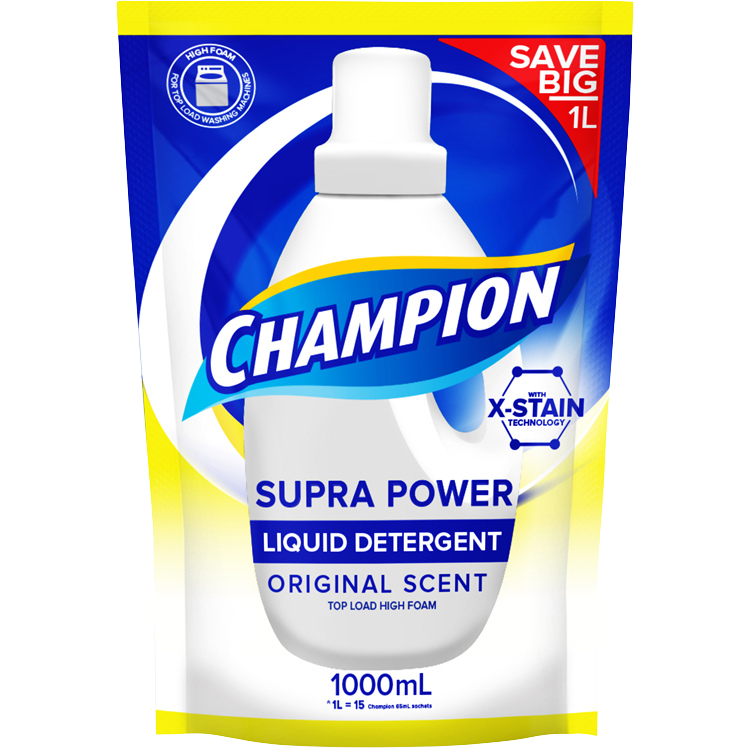 HIGH FOAM
FOR TOP LOAD WASHING MACHINES
SAVE
BIG
1L
CHAMPION
WITH
X-STAIN
TECHNOLOGY
SUPRA POWER
LIQUID DETERGENT
ORIGINAL SCENT
TOP LOAD HIGH FOAM
1000mL
^1L = 15 Champion 65mL sachets